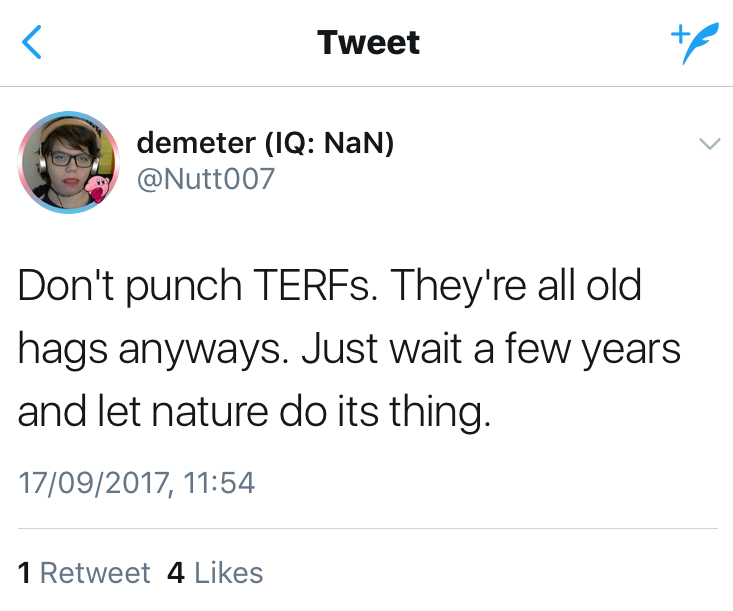 Tweet
demeter (IQ: NaN)
@Nutt007
Don't punch TERFs. They're all old
hags anyways. Just wait a few years
and let nature do its thing.
17/09/2017, 11:54
1 Retweet 4 Likes